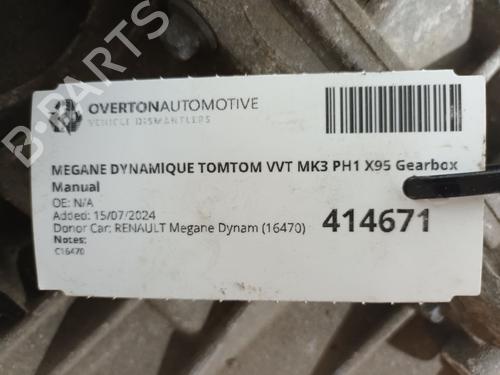 OVERTONAUTOMOTIVE
VEHICLE DISMANTLERS
MEGANE DYNAMIQUE TOMTOM VVT MK3 PH1 X95 Gearbox
Manual
OE: N/A
Added: 15/07/2024
Donor Car: RENAULT Megane Dynam (16470)
Notes:
C16470
414671
B-PARTS